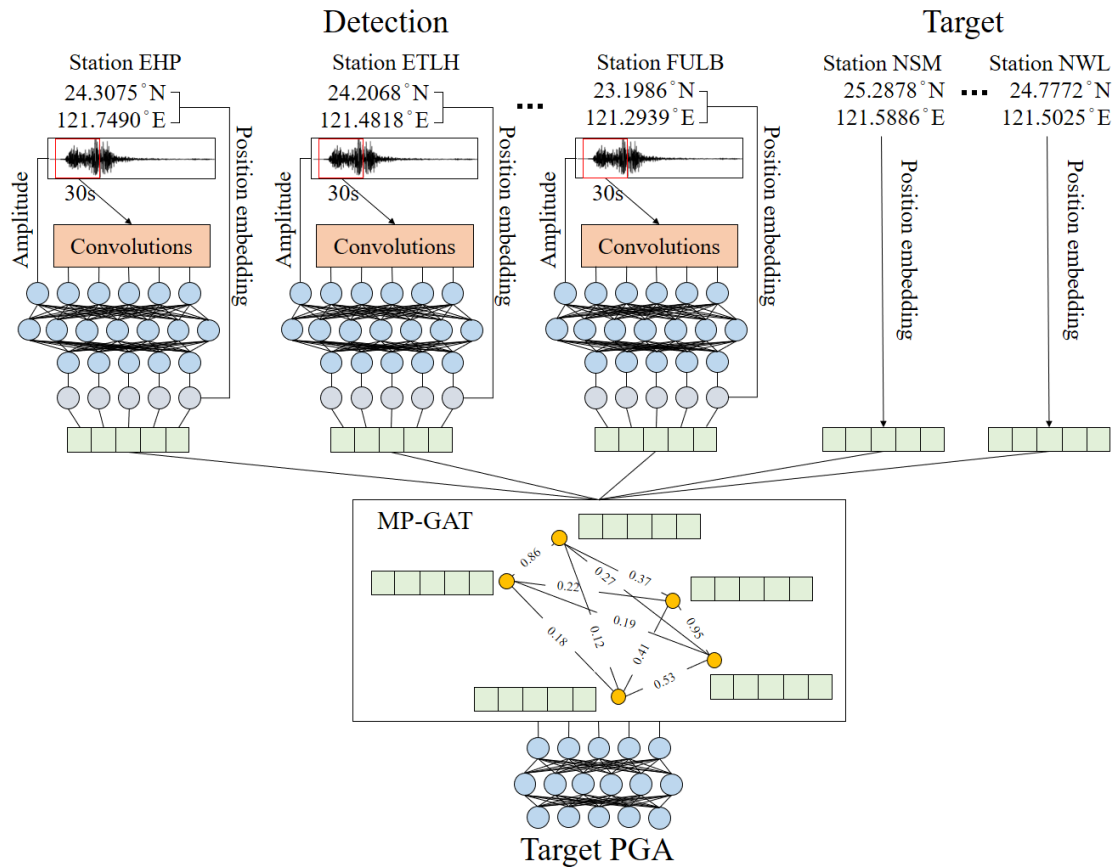 Detection
Target
Station EHP
24.3075°N
121.7490°E
Amplitude
30s
Convolutions
Position embedding
Station ETLH
24.2068°N
121.4818°E
Amplitude
30s
Convolutions
Position embedding
...
Station FULB
23.1986°N
121.2939°E
Amplitude
30s
Convolutions
Position embedding
Station NSM
25.2878°N
121.5886°E
Position embedding
...
Station NWL
24.7772°N
121.5025°E
Position embedding
MP-GAT
0.86
0.27
0.37
0.22
0.19
0.95
0.18
0.12
0.41
0.53
Target PGA